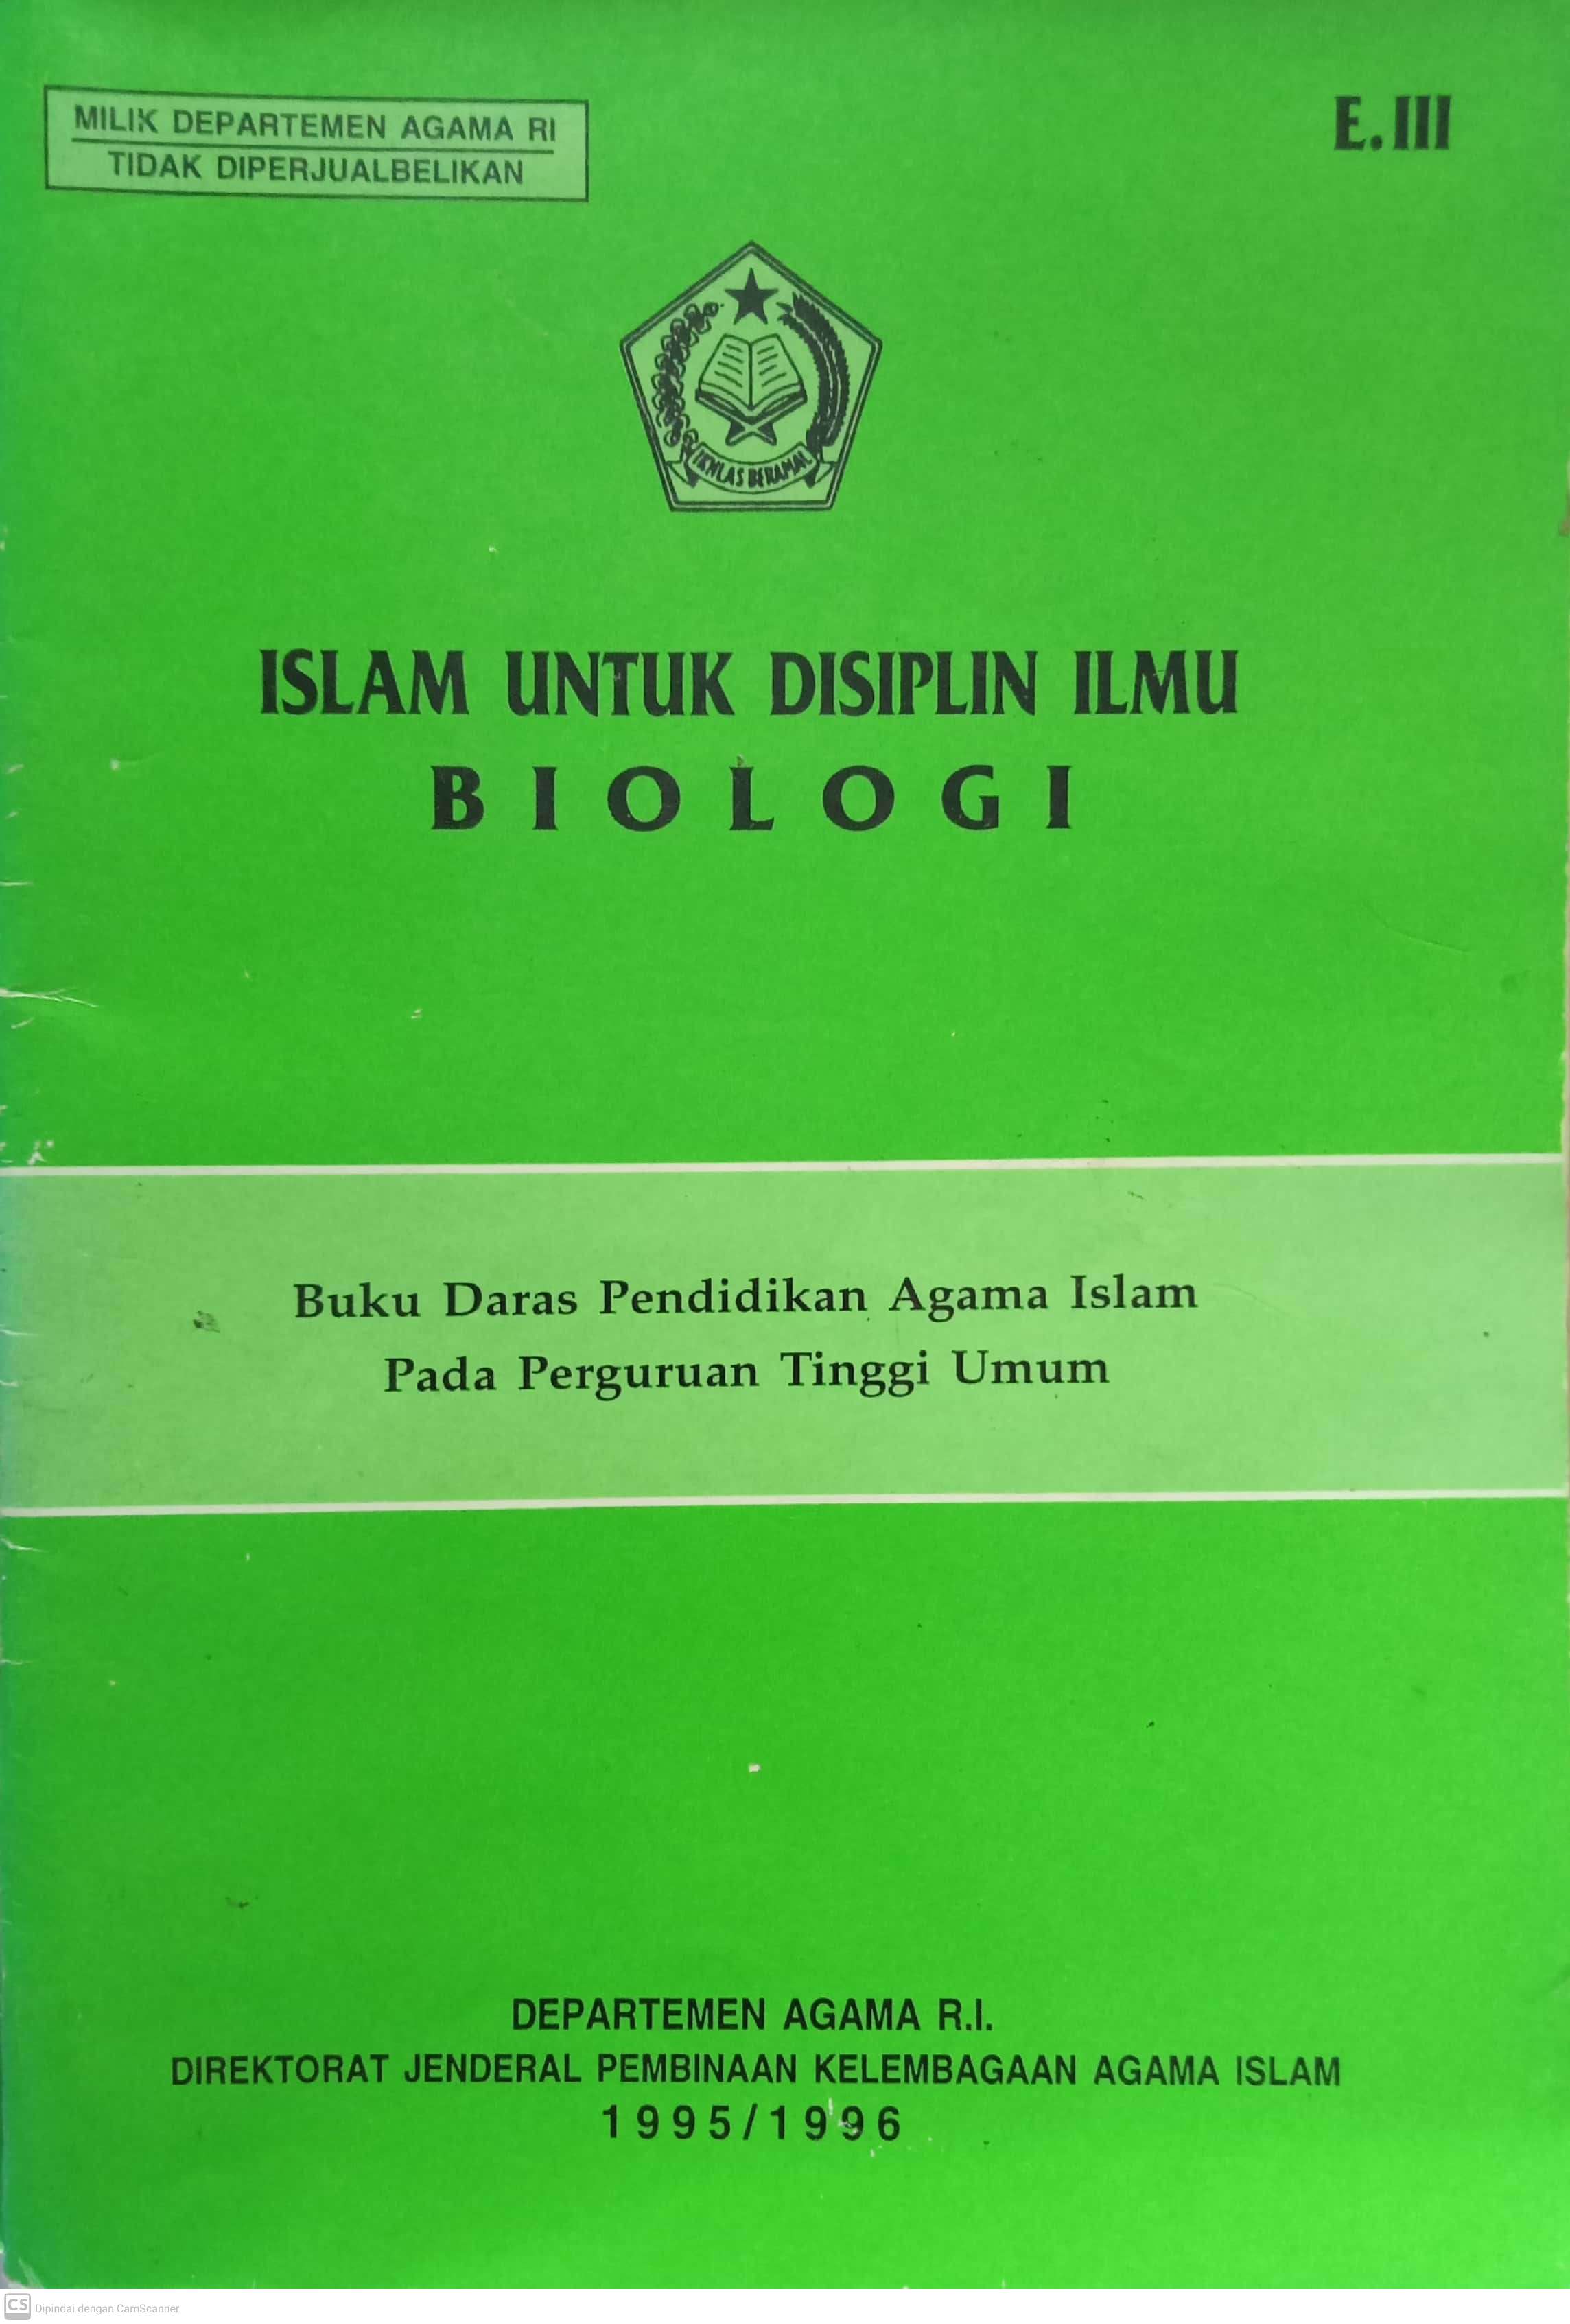 MILIK DEPARTEMEN AGAMA RI
TIDAK DIPERJUALBELIKAN
E.III
IKHLAS BERAMAL
ISLAM UNTUK DISIPLIN ILMU
BIOLOGI
Buku Daras Pendidikan Agama Islam
Pada Perguruan Tinggi Umum
DEPARTEMEN AGAMA R.I.
DIREKTORAT JENDERAL PEMBINAAN KELEMBAGAAN AGAMA ISLAM
1995/1996
CS Dipindai dengan CamScanner